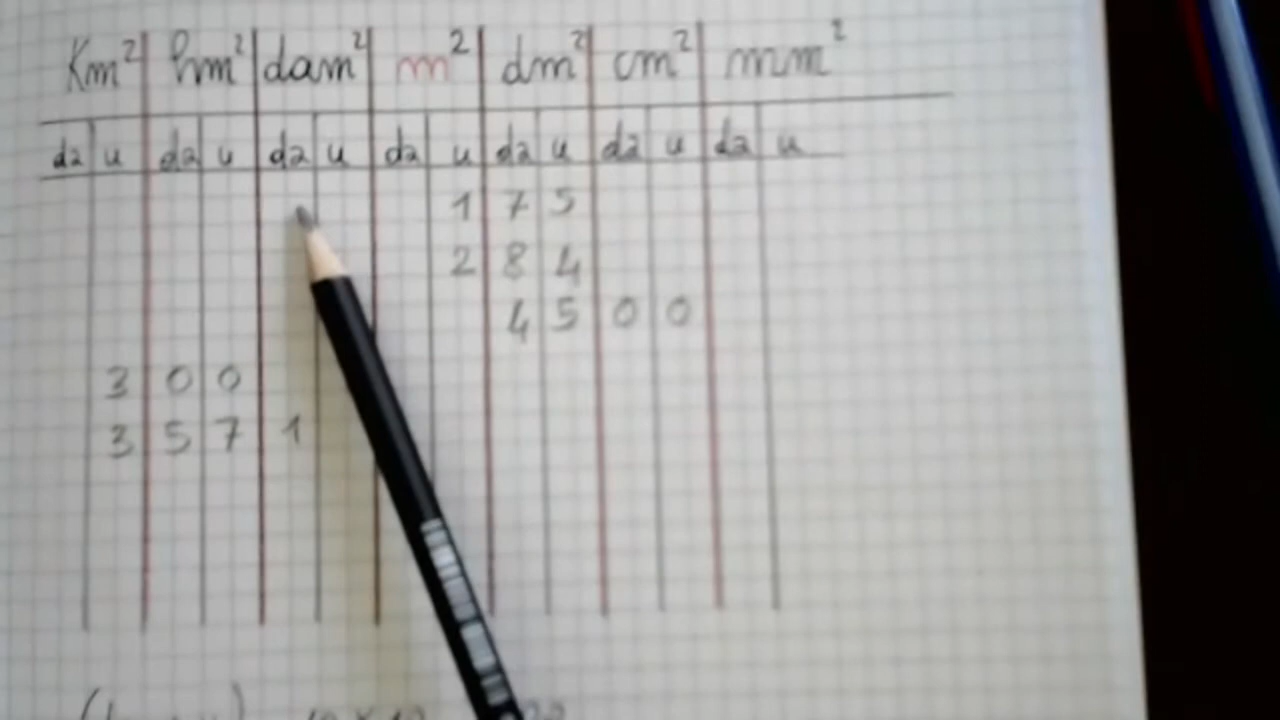 Km² hm² dam² m² dm² cm² mm²
da u da u da u da u da u da u da u
1 7 5
2 8 4
4 5 0 0
3 0 0
3 5 7 1